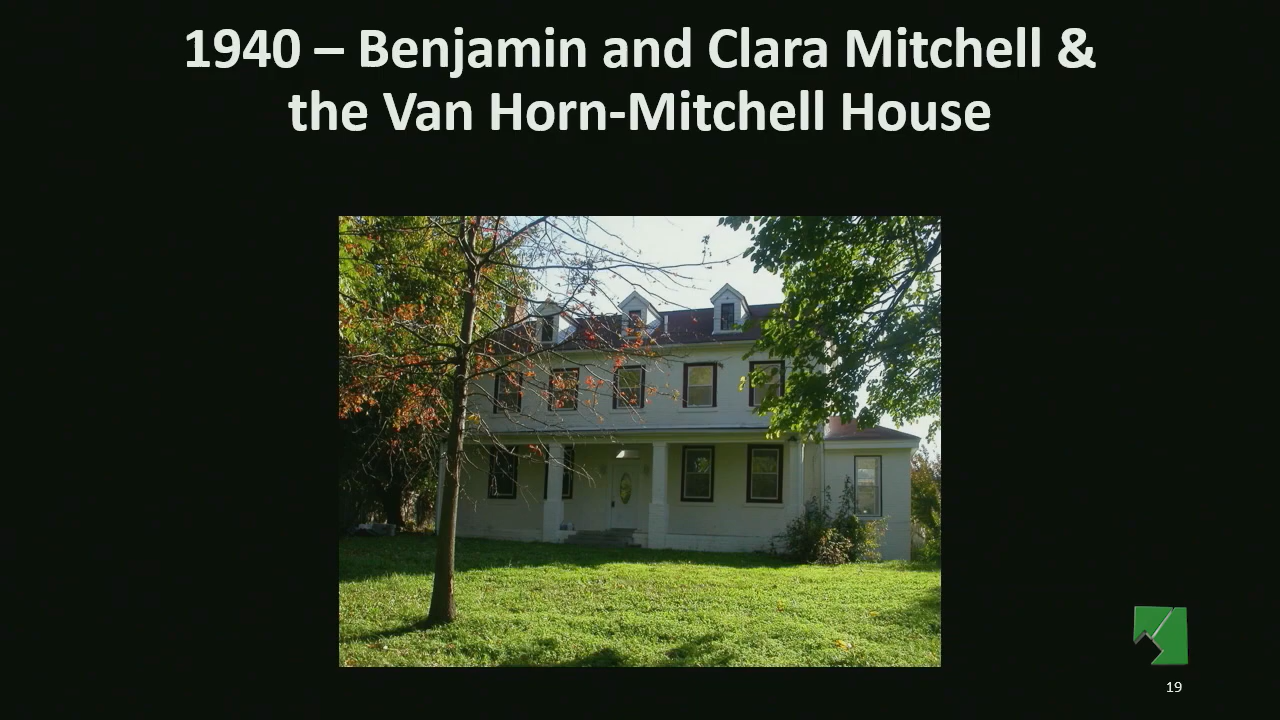 1940 – Benjamin and Clara Mitchell &
the Van Horn-Mitchell House
19